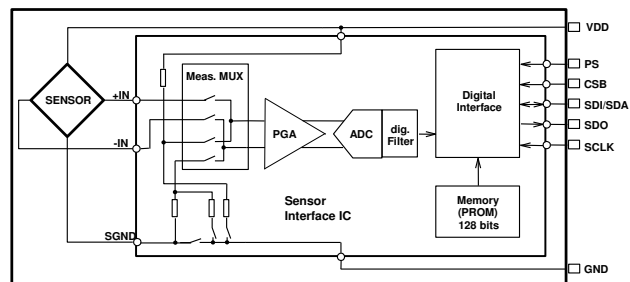 VDD
Meas. MUX
PS
SENSOR
+IN
CSB
Digital
Interface
SDI/SDA
-IN
PGA
ADC
dig.
Filter
SDO
SCLK
Sensor
Interface IC
Memory
(PROM)
128 bits
SGND
GND